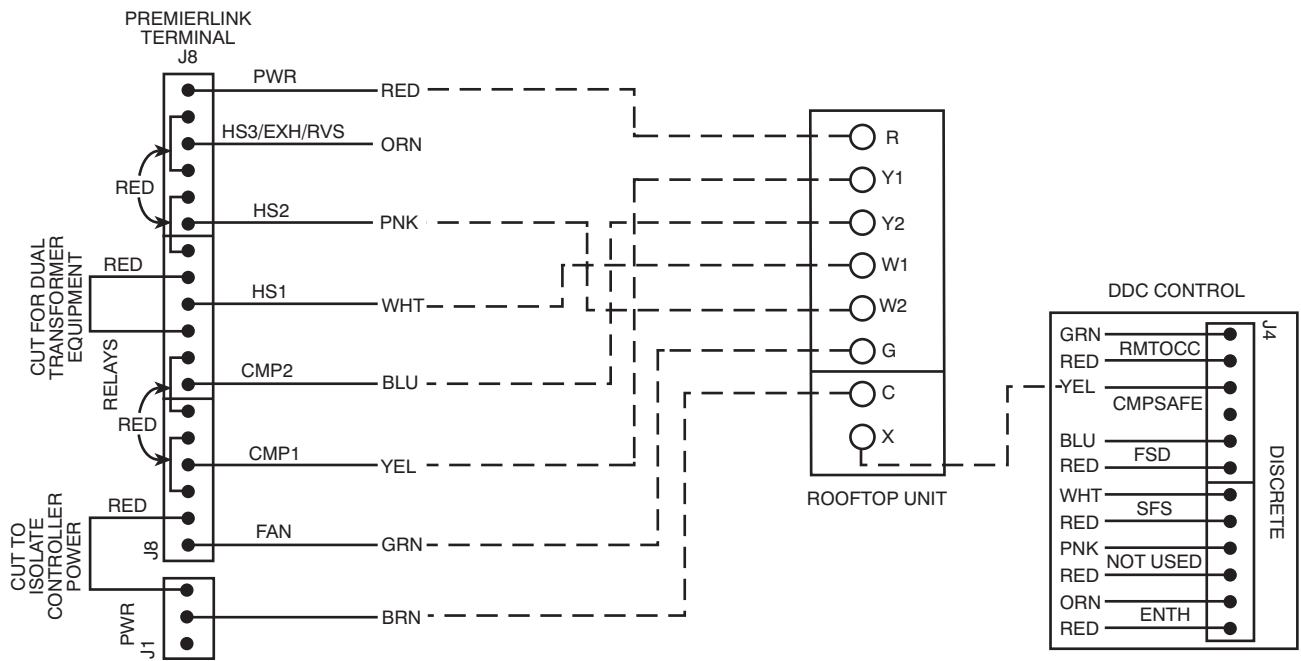 PREMIERLINK
TERMINAL
J8
PWR
RED
HS3/EXH/RVS
ORN
RED
HS2
PNK
CUT FOR DUAL
TRANSFORMER
EQUIPMENT
RED
HS1
WHT
RELAYS
CMP2
BLU
RED
CMP1
YEL
CUT TO
ISOLATE
CONTROLLER
POWER
RED
J8
FAN
GRN
PWR
J1
BRN
R
Y1
Y2
W1
W2
G
C
X
ROOFTOP UNIT
DDC CONTROL
J4
GRN
RMTOCC
RED
YEL
CMPSAFE
BLU
FSD
RED
DISCRETE
WHT
SFS
RED
PNK
NOT USED
RED
ORN
ENTH
RED